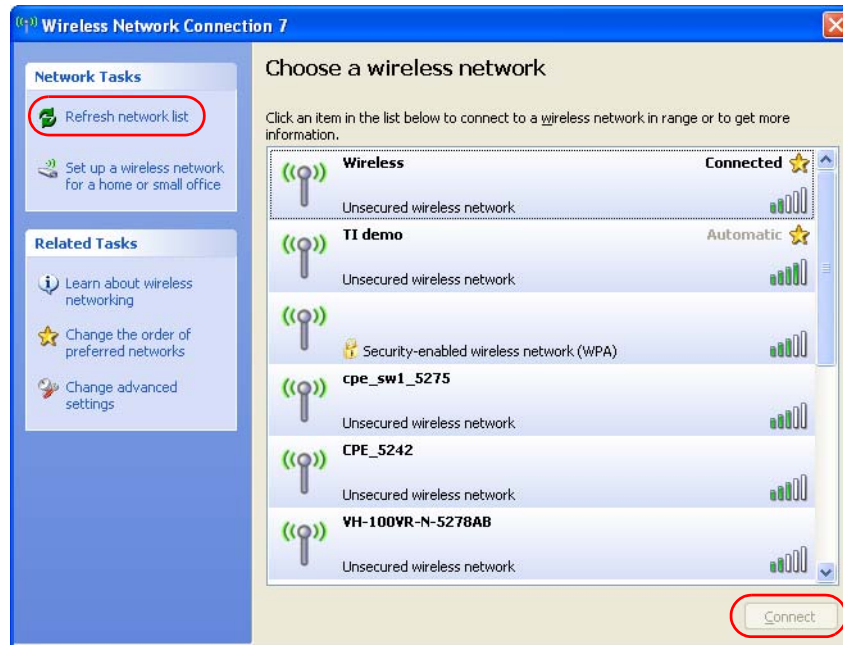 Wireless Network Connection 7
Network Tasks
Refresh network list
Set up a wireless network
for a home or small office
Related Tasks
Learn about wireless
networking
Change the order of
preferred networks
Change advanced
settings
Choose a wireless network
Click an item in the list below to connect to a wireless network in range or to get more
information.
Wireless Connected
Unsecured wireless network
TI demo Automatic
Unsecured wireless network
Security-enabled wireless network (WPA)
cpe_sw1_5275
Unsecured wireless network
CPE_5242
Unsecured wireless network
VH-100VR-N-5278AB
Unsecured wireless network
Connect